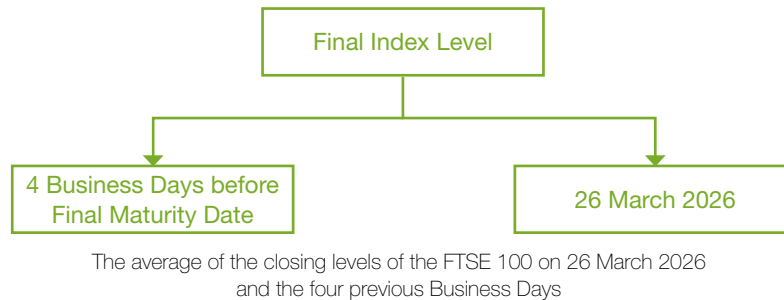 Final Index Level
4 Business Days before
Final Maturity Date
26 March 2026
The average of the closing levels of the FTSE 100 on 26 March 2026
and the four previous Business Days